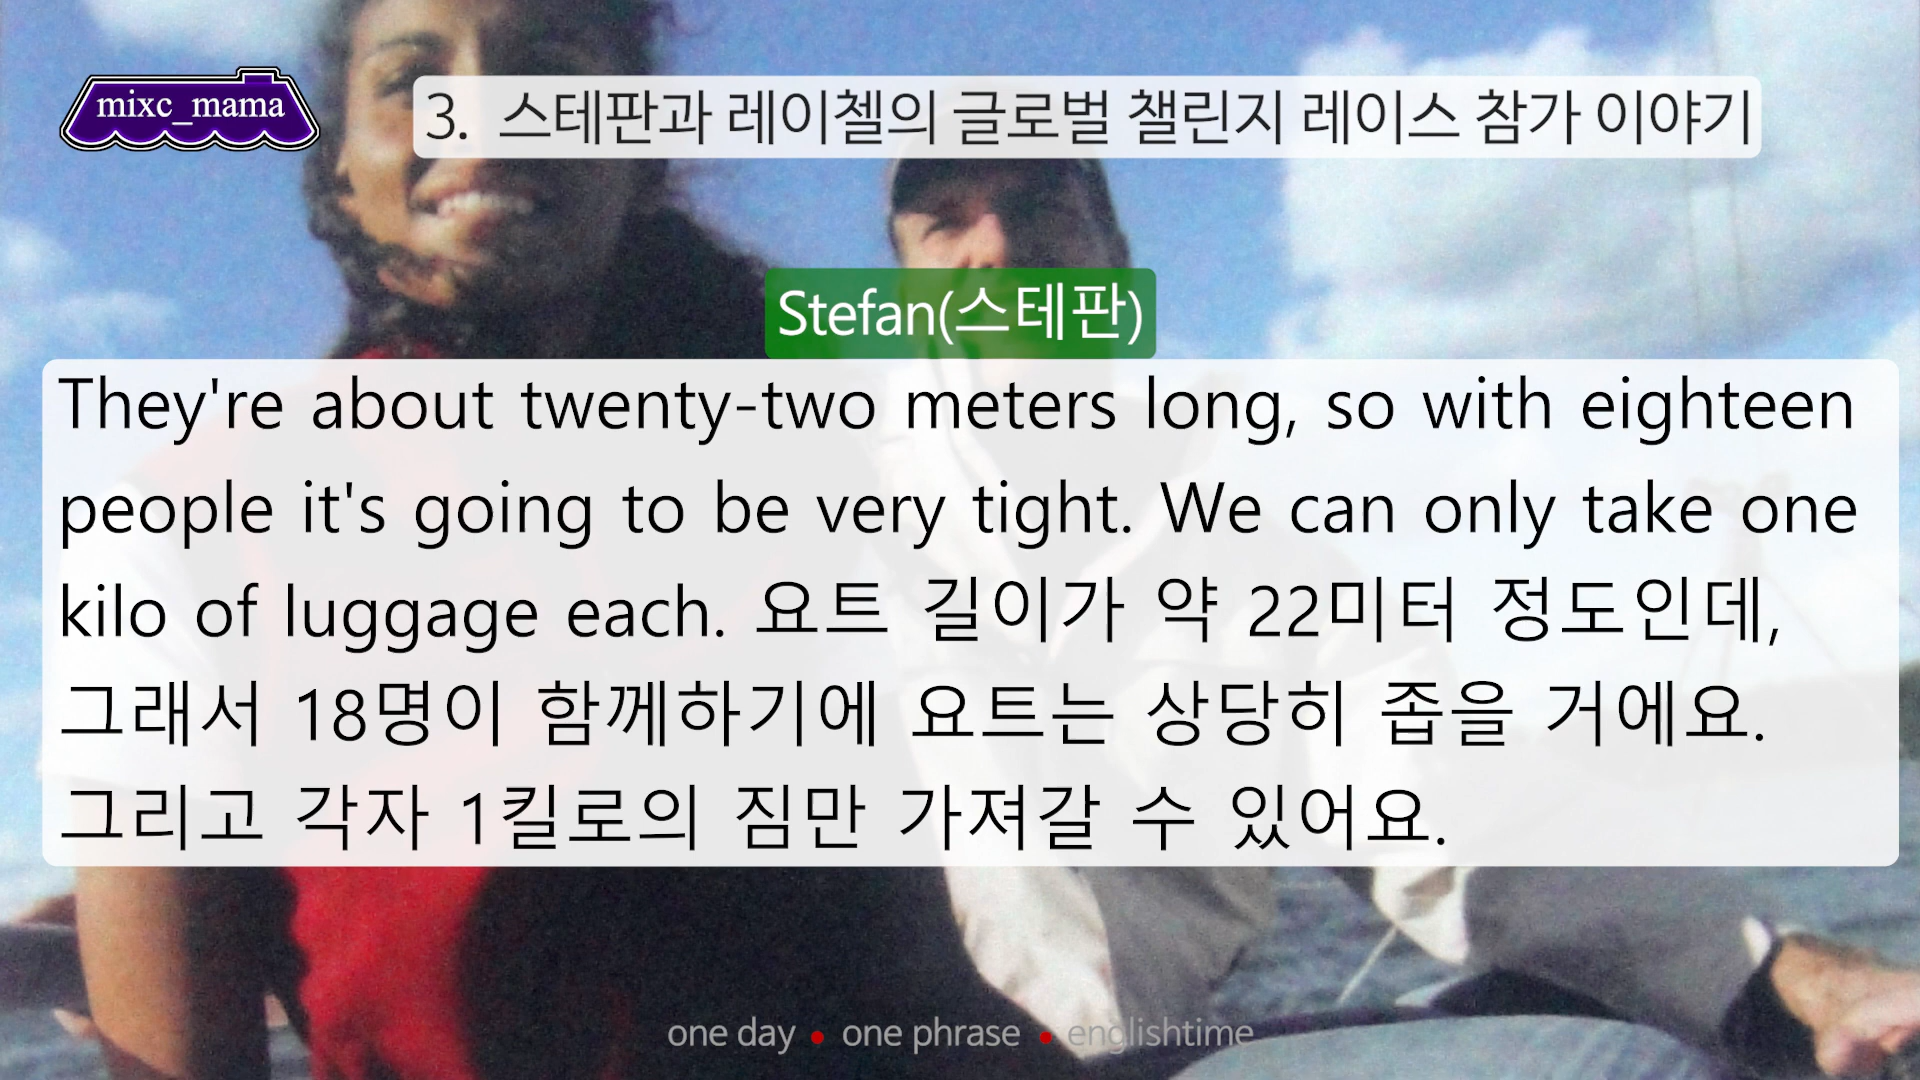 mixc_mama
3. 스테판과 레이첼의 글로벌 챌린지 레이스 참가 이야기
Stefan(스테판)
They're about twenty-two meters long, so with eighteen
people it's going to be very tight. We can only take one
kilo of luggage each. 요트 길이가 약 22미터 정도인데,
그래서 18명이 함께하기에 요트는 상당히 좁을 거에요.
그리고 각자 1킬로의 짐만 가져갈 수 있어요.
one day • one phrase • englishtime